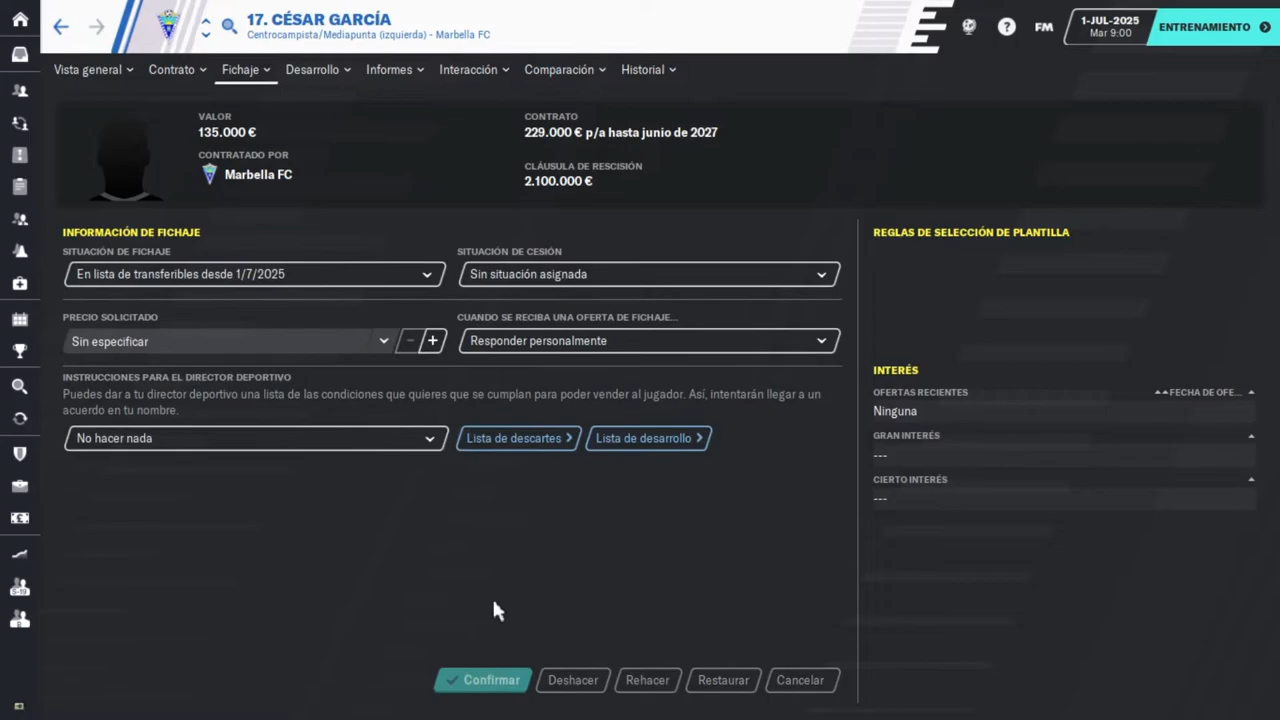 17. CÉSAR GARCÍA
Centrocampista/Mediapunta (izquierda) - Marbella FC
FM
1-JUL-2025
Mar 9:00
ENTRENAMIENTO
Vista general
Contrato
Fichaje
Desarrollo
Informes
Interacción
Comparación
Historial
VALOR
135.000 €
CONTRATADO POR
Marbella FC
CONTRATO
229.000 € p/a hasta junio de 2027
CLÁUSULA DE RESCISIÓN
2.100.000 €
INFORMACIÓN DE FICHAJE
SITUACIÓN DE FICHAJE
En lista de transferibles desde 1/7/2025
SITUACIÓN DE CESIÓN
Sin situación asignada
PRECIO SOLICITADO
Sin especificar
CUANDO SE RECIBA UNA OFERTA DE FICHAJE...
Responder personalmente
INSTRUCCIONES PARA EL DIRECTOR DEPORTIVO
Puedes dar a tu director deportivo una lista de las condiciones que quieres que se cumplan para poder vender al jugador. Así, intentarán llegar a un
acuerdo en tu nombre.
No hacer nada
Lista de descartes
Lista de desarrollo
REGLAS DE SELECCIÓN DE PLANTILLA
INTERÉS
OFERTAS RECIENTES
FECHA DE OFE...
Ninguna
GRAN INTERÉS
---
CIERTO INTERÉS
---
Confirmar
Deshacer
Rehacer
Restaurar
Cancelar